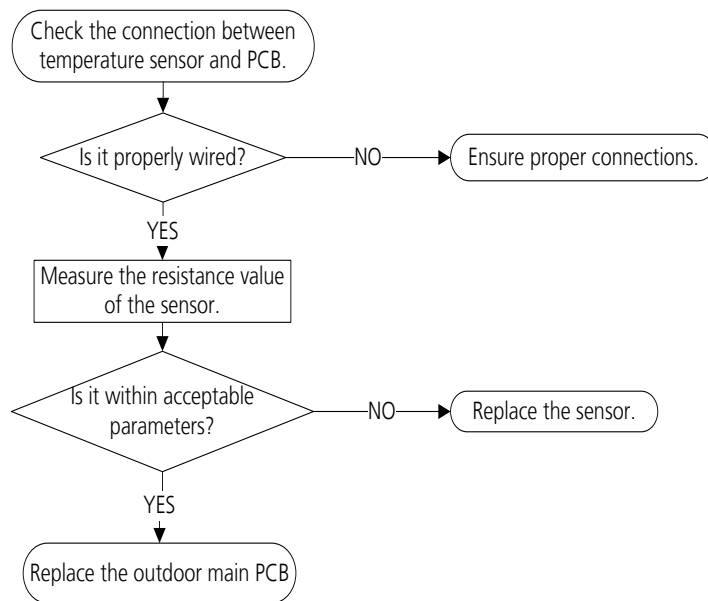 Check the connection between
temperature sensor and PCB.
Is it properly wired?
NO
Ensure proper connections.
YES
Measure the resistance value
of the sensor.
Is it within acceptable
parameters?
NO
Replace the sensor.
YES
Replace the outdoor main PCB